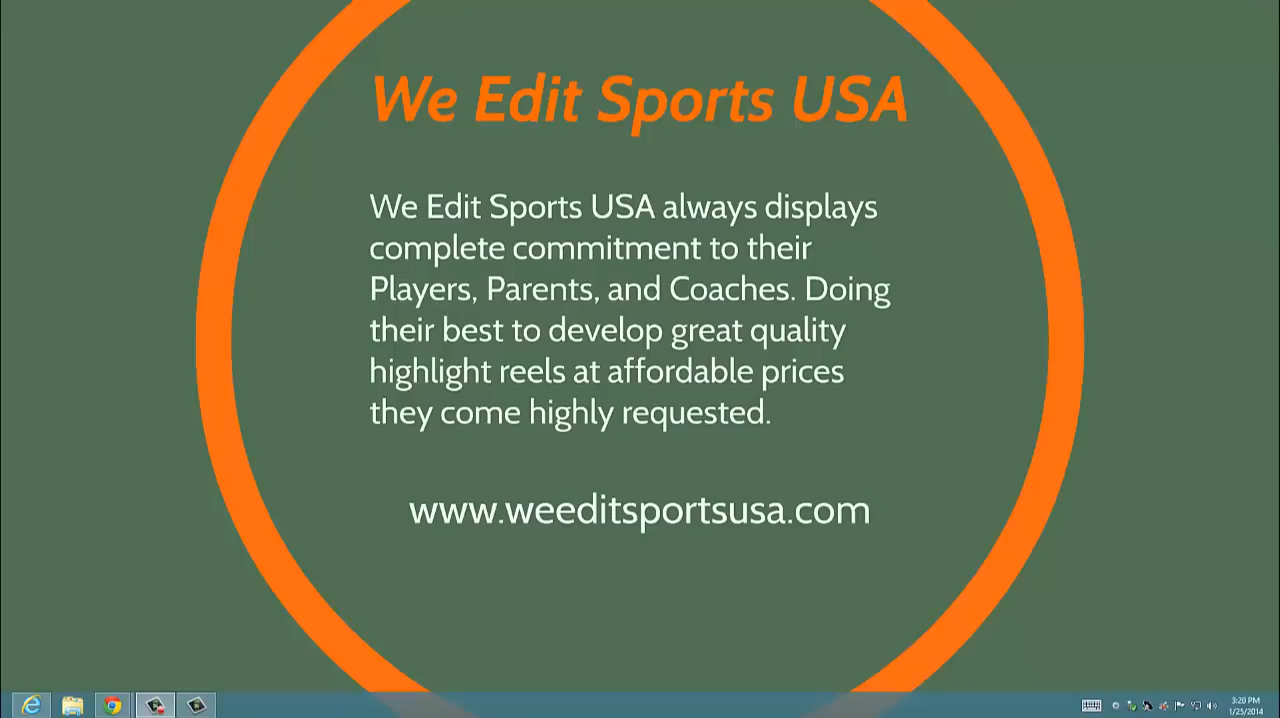 We Edit Sports USA
We Edit Sports USA always displays
complete commitment to their
Players, Parents, and Coaches. Doing
their best to develop great quality
highlight reels at affordable prices
they come highly requested.
www.weeditsportsusa.com
3:20 PM
1/25/2014